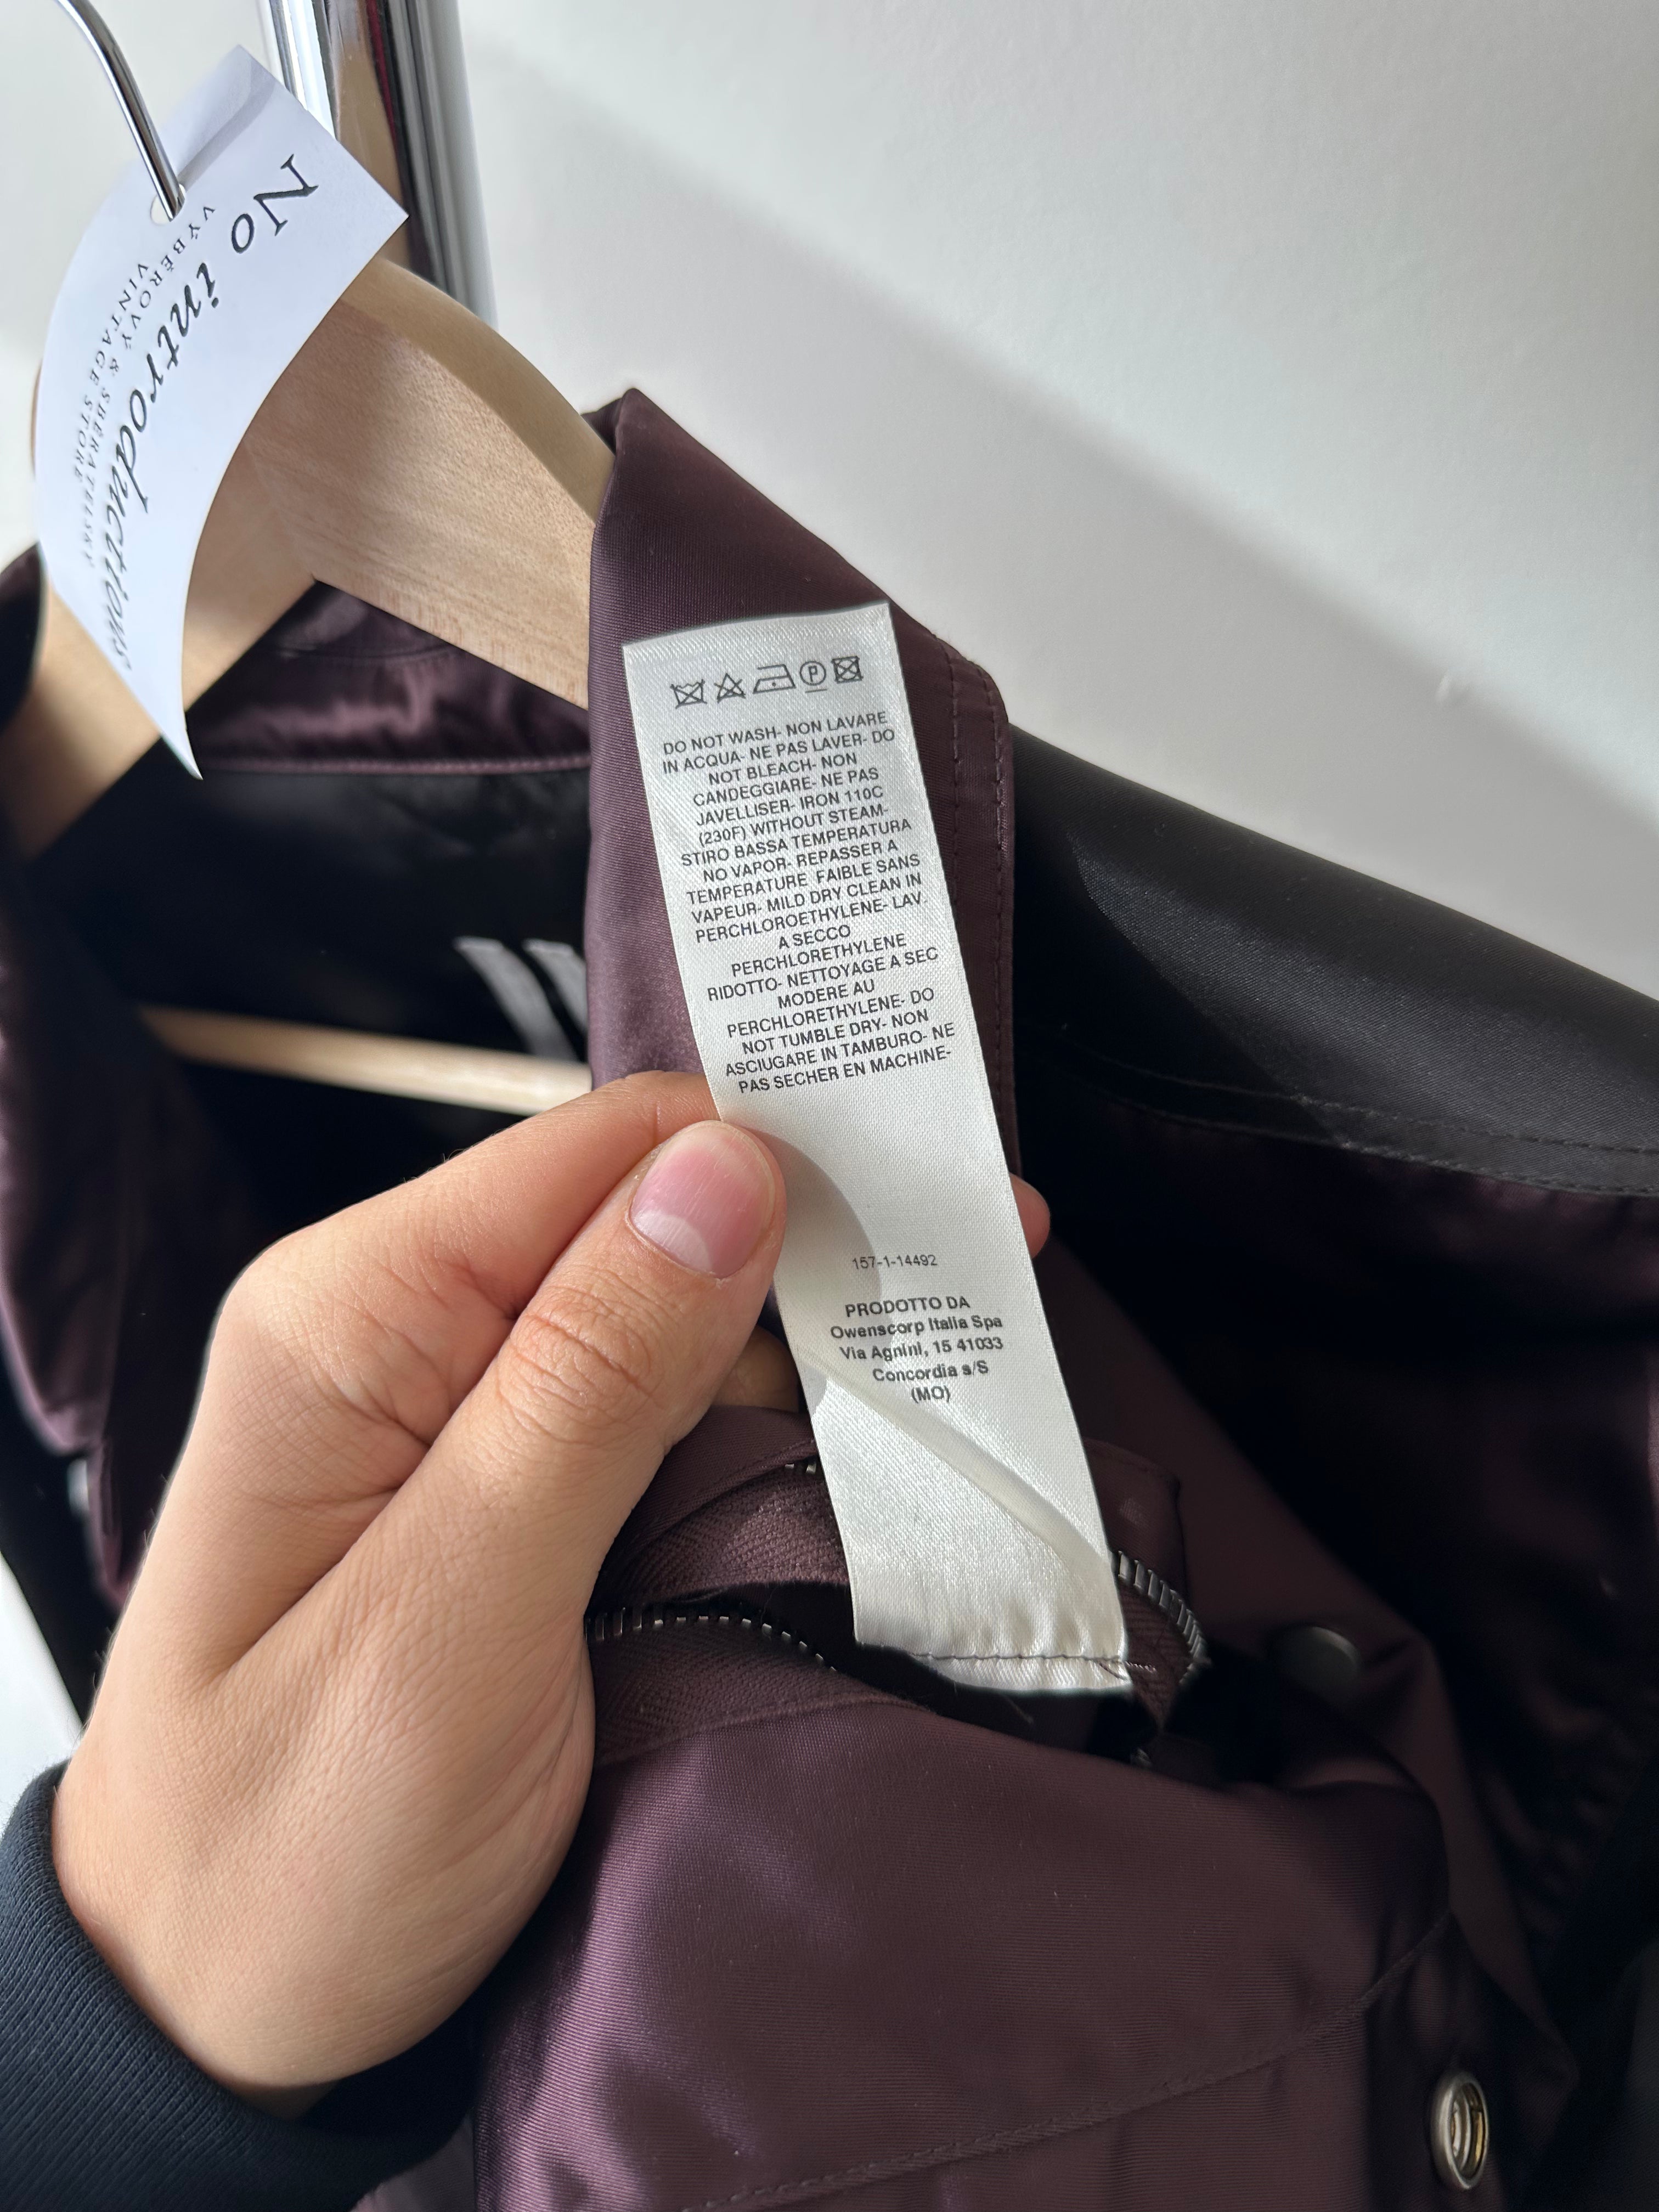 No introductions
VÝBĚROVÝ & SBĚRATELSKÝ
VINTAGE STORE
P
DO NOT WASH- NON LAVARE
IN ACQUA- NE PAS LAVER- DO
NOT BLEACH- NON
CANDEGGIARE- NE PAS
JAVELLISER- IRON 110C
(230F) WITHOUT STEAM-
STIRO BASSA TEMPERATURA
NO VAPOR- REPASSER A
TEMPERATURE FAIBLE SANS
VAPEUR- MILD DRY CLEAN IN
PERCHLOROETHYLENE- LAV.
A SECCO
PERCHLORETHYLENE
RIDOTTO- NETTOYAGE A SEC
MODERE AU
PERCHLORETHYLENE- DO
NOT TUMBLE DRY- NON
ASCIUGARE IN TAMBURO- NE
PAS SECHER EN MACHINE-
157-1-14492
PRODOTTO DA
Owenscorp Italia Spa
Via Agnini, 15 41033
Concordia s/S
(MO)